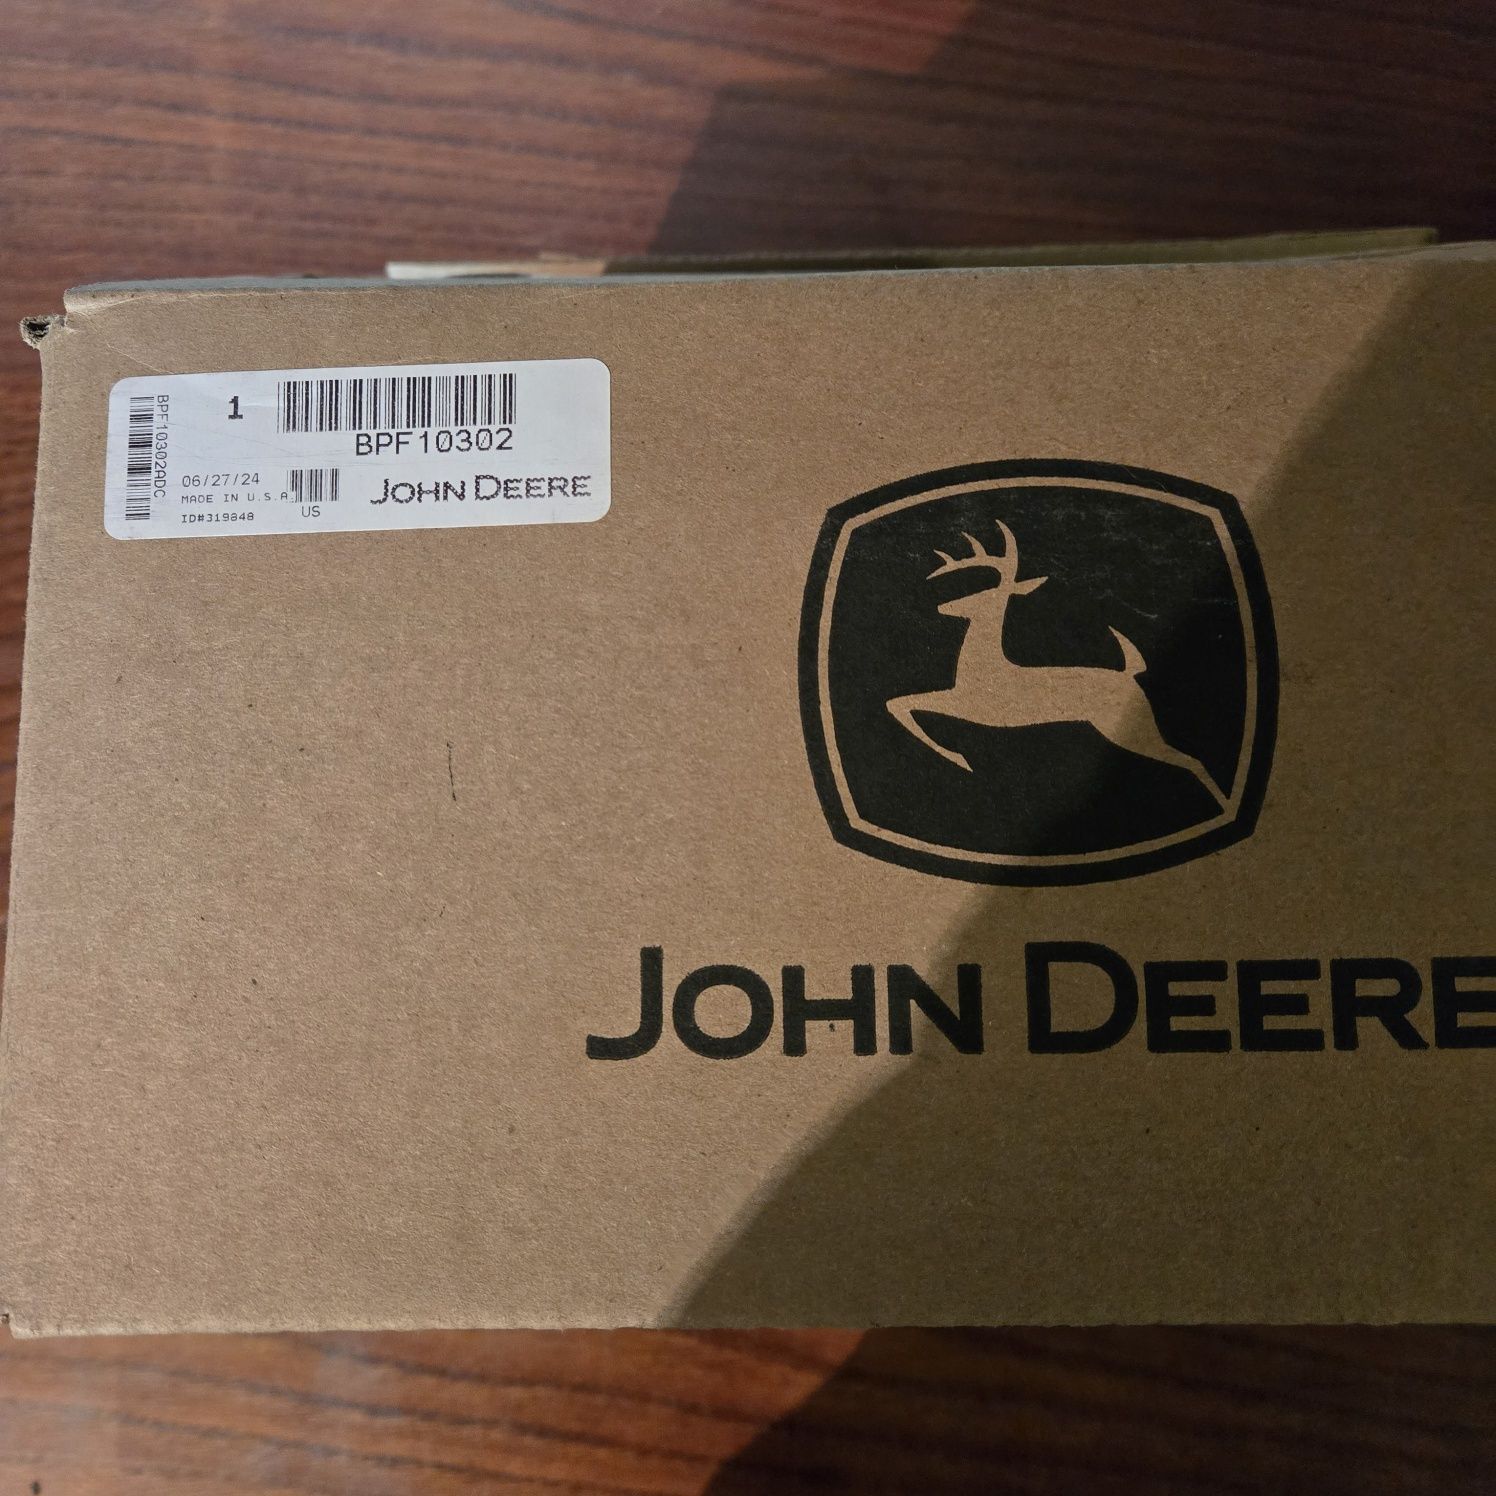 BPF10302ADC
1
BPF10302
06/27/24
MADE IN U.S.A.
ID#319848
US
JOHN DEERE
JOHN DEERE